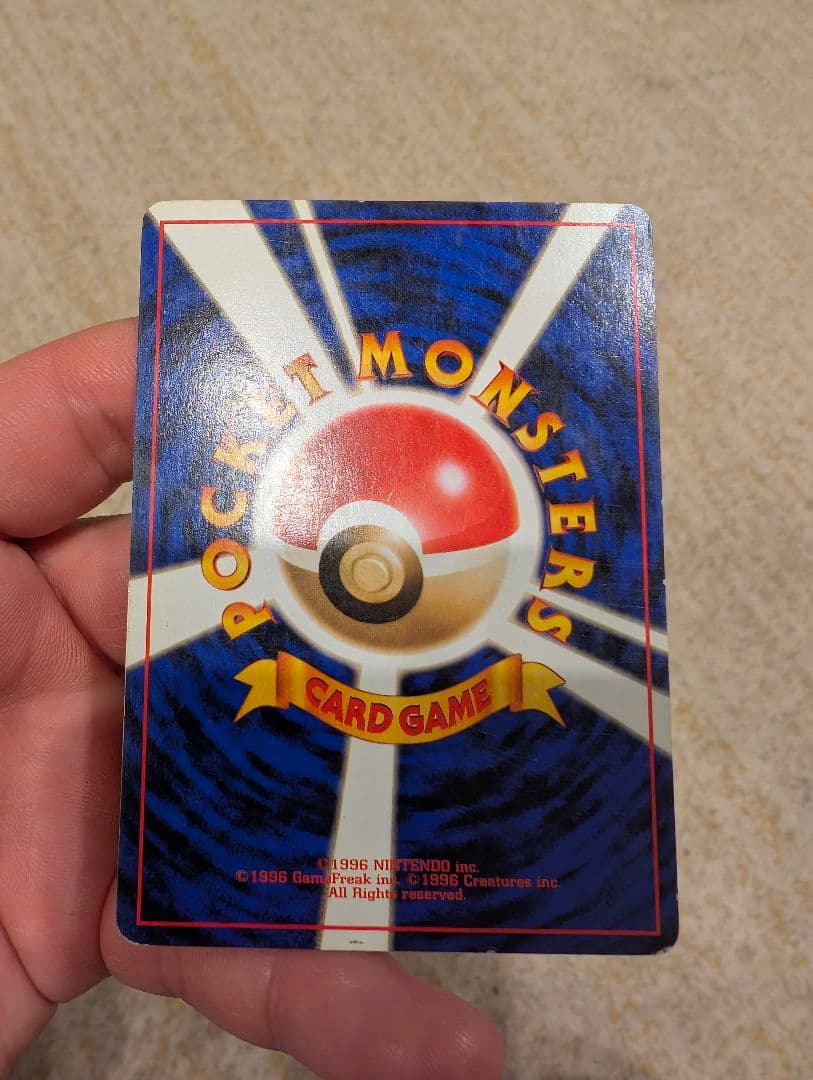 POCKET MONSTERS
CARD GAME
©1996 NINTENDO inc.
©1996 GameFreak inc. ©1996 Creatures inc.
All Rights reserved.